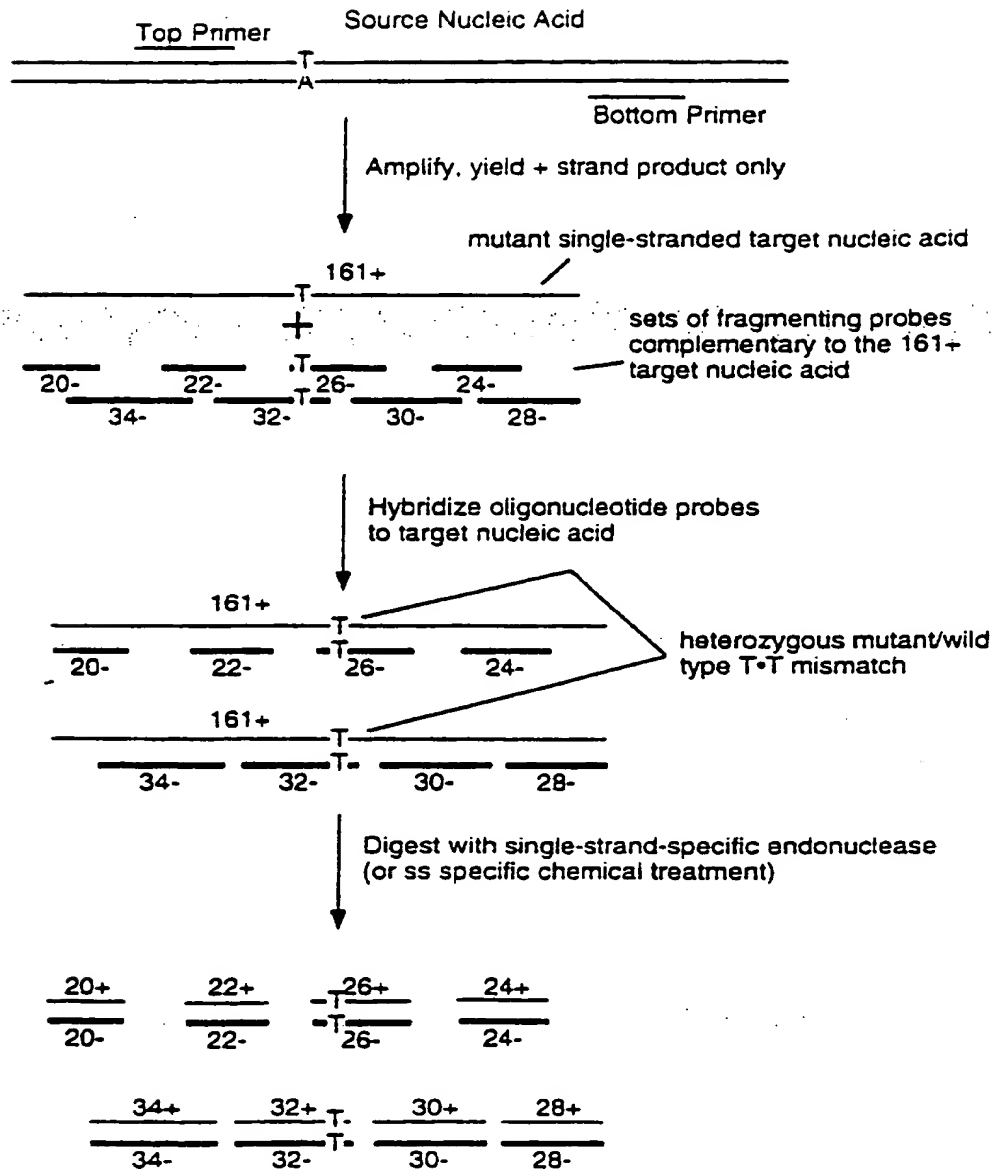 Source Nucleic Acid
Top Primer
T
A
Bottom Primer
Amplify, yield + strand product only
mutant single-stranded target nucleic acid
161+
T
+
sets of fragmenting probes
complementary to the 161+
target nucleic acid
T
20- 22- 26- 24-
T
34- 32- 30- 28-
Hybridize oligonucleotide probes
to target nucleic acid
161+
T
T
20- 22- 26- 24-
heterozygous mutant/wild
type T•T mismatch
161+
T
T
34- 32- 30- 28-
Digest with single-strand-specific endonuclease
(or ss specific chemical treatment)
20+ 22+ T 26+ 24+
T
20- 22- 26- 24-
34+ 32+ T 30+ 28+
T
34- 32- 30- 28-